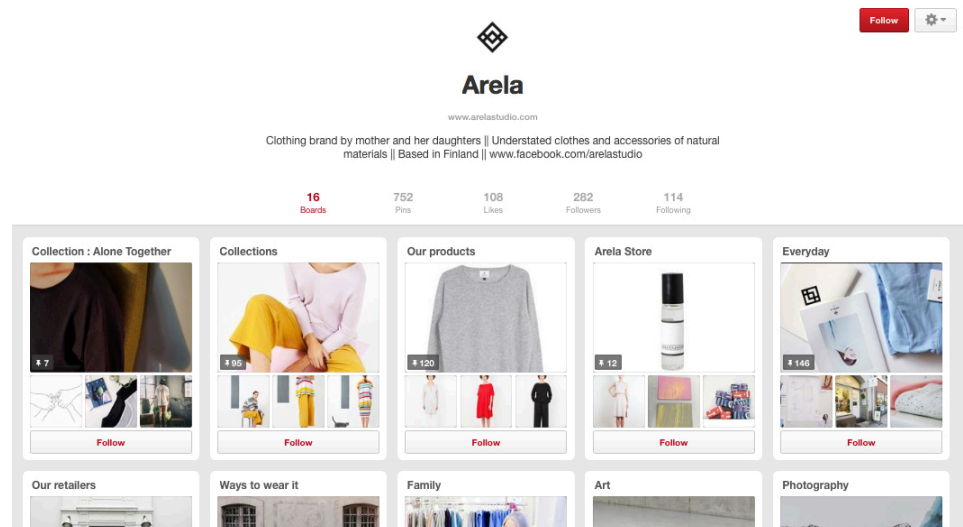 Follow
Arela
www.arelastudio.com
Clothing brand by mother and her daughters || Understated clothes and accessories of natural
materials || Based in Finland || www.facebook.com/arelastudio
16 752 108 282 114
Boards Pins Likes Followers Following
Collection : Alone Together
7
Follow
Collections
95
Follow
Our products
120
Follow
Arela Store
12
Follow
Everyday
146
Follow
Our retailers
Ways to wear it
Family
Art
Photography